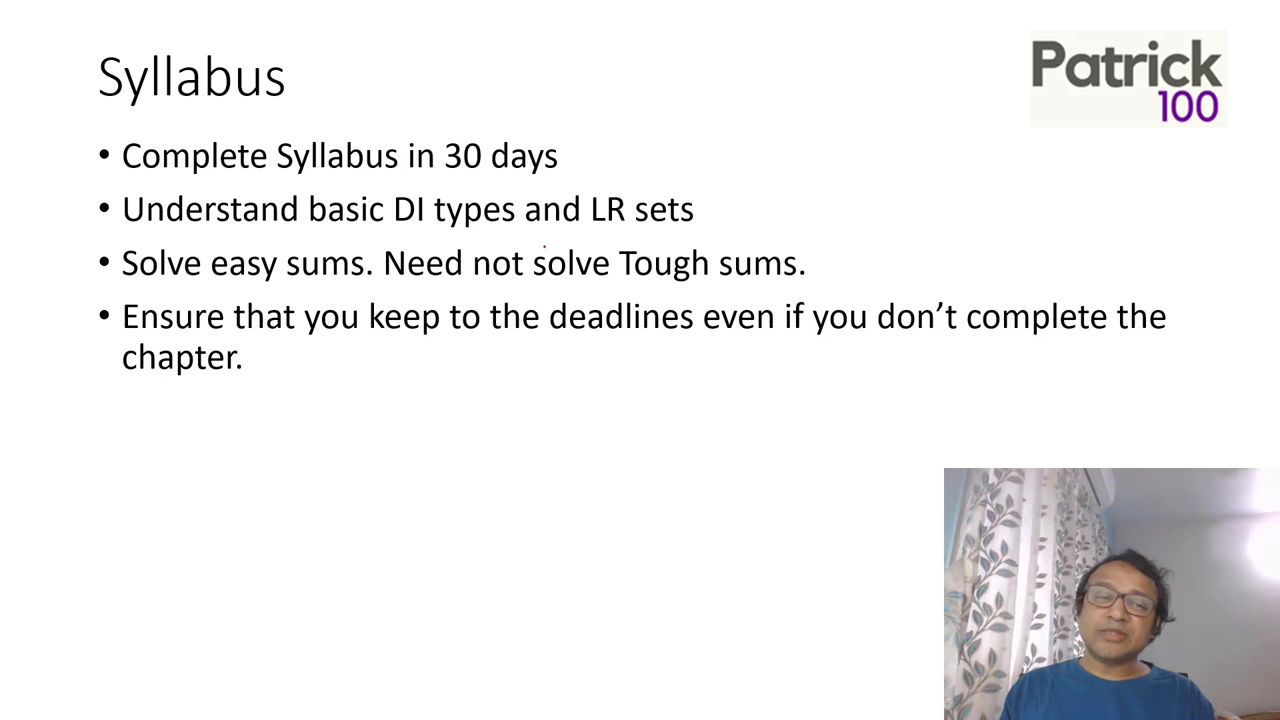 Syllabus
Patrick
100
• Complete Syllabus in 30 days
• Understand basic DI types and LR sets
• Solve easy sums. Need not solve Tough sums.
• Ensure that you keep to the deadlines even if you don’t complete the
chapter.